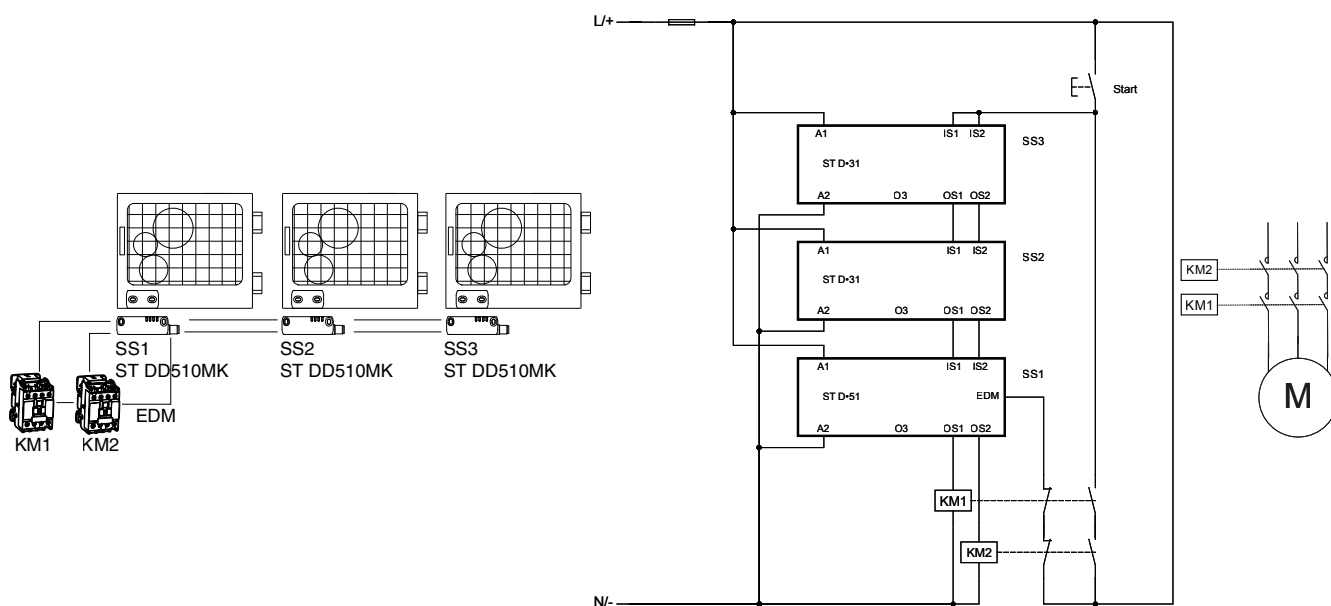 SS1
ST DD510MK
SS2
ST DD510MK
SS3
ST DD510MK
KM1
KM2
EDM
L/+
Start
A1
IS1 IS2
SS3
ST D•31
A2
O3
OS1 OS2
A1
IS1 IS2
SS2
ST D•31
A2
O3
OS1 OS2
A1
IS1 IS2
SS1
ST D•51
EDM
A2
O3
OS1 OS2
KM1
KM2
N/-
KM2
KM1
M